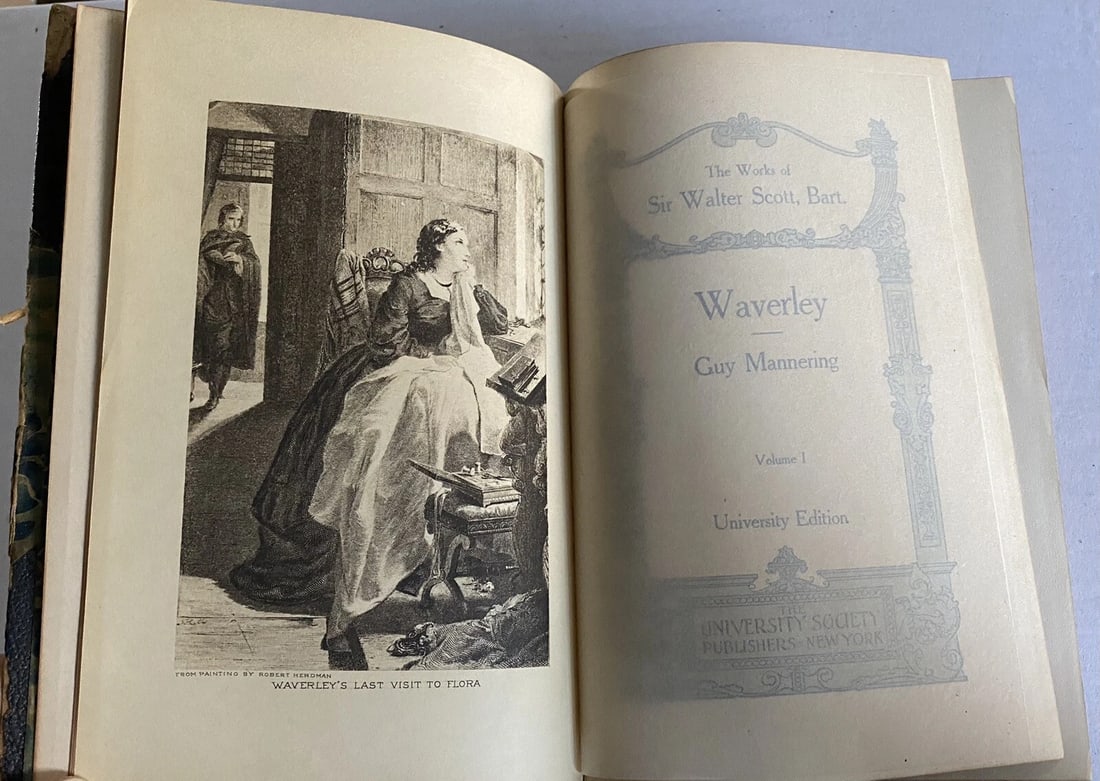 FROM PAINTING BY ROBERT HERDMAN
WAVERLEY'S LAST VISIT TO FLORA
The Works of
Sir Walter Scott, Bart.
Waverley
Guy Mannering
Volume I
University Edition
THE
UNIVERSITY SOCIETY
PUBLISHERS - NEW YORK